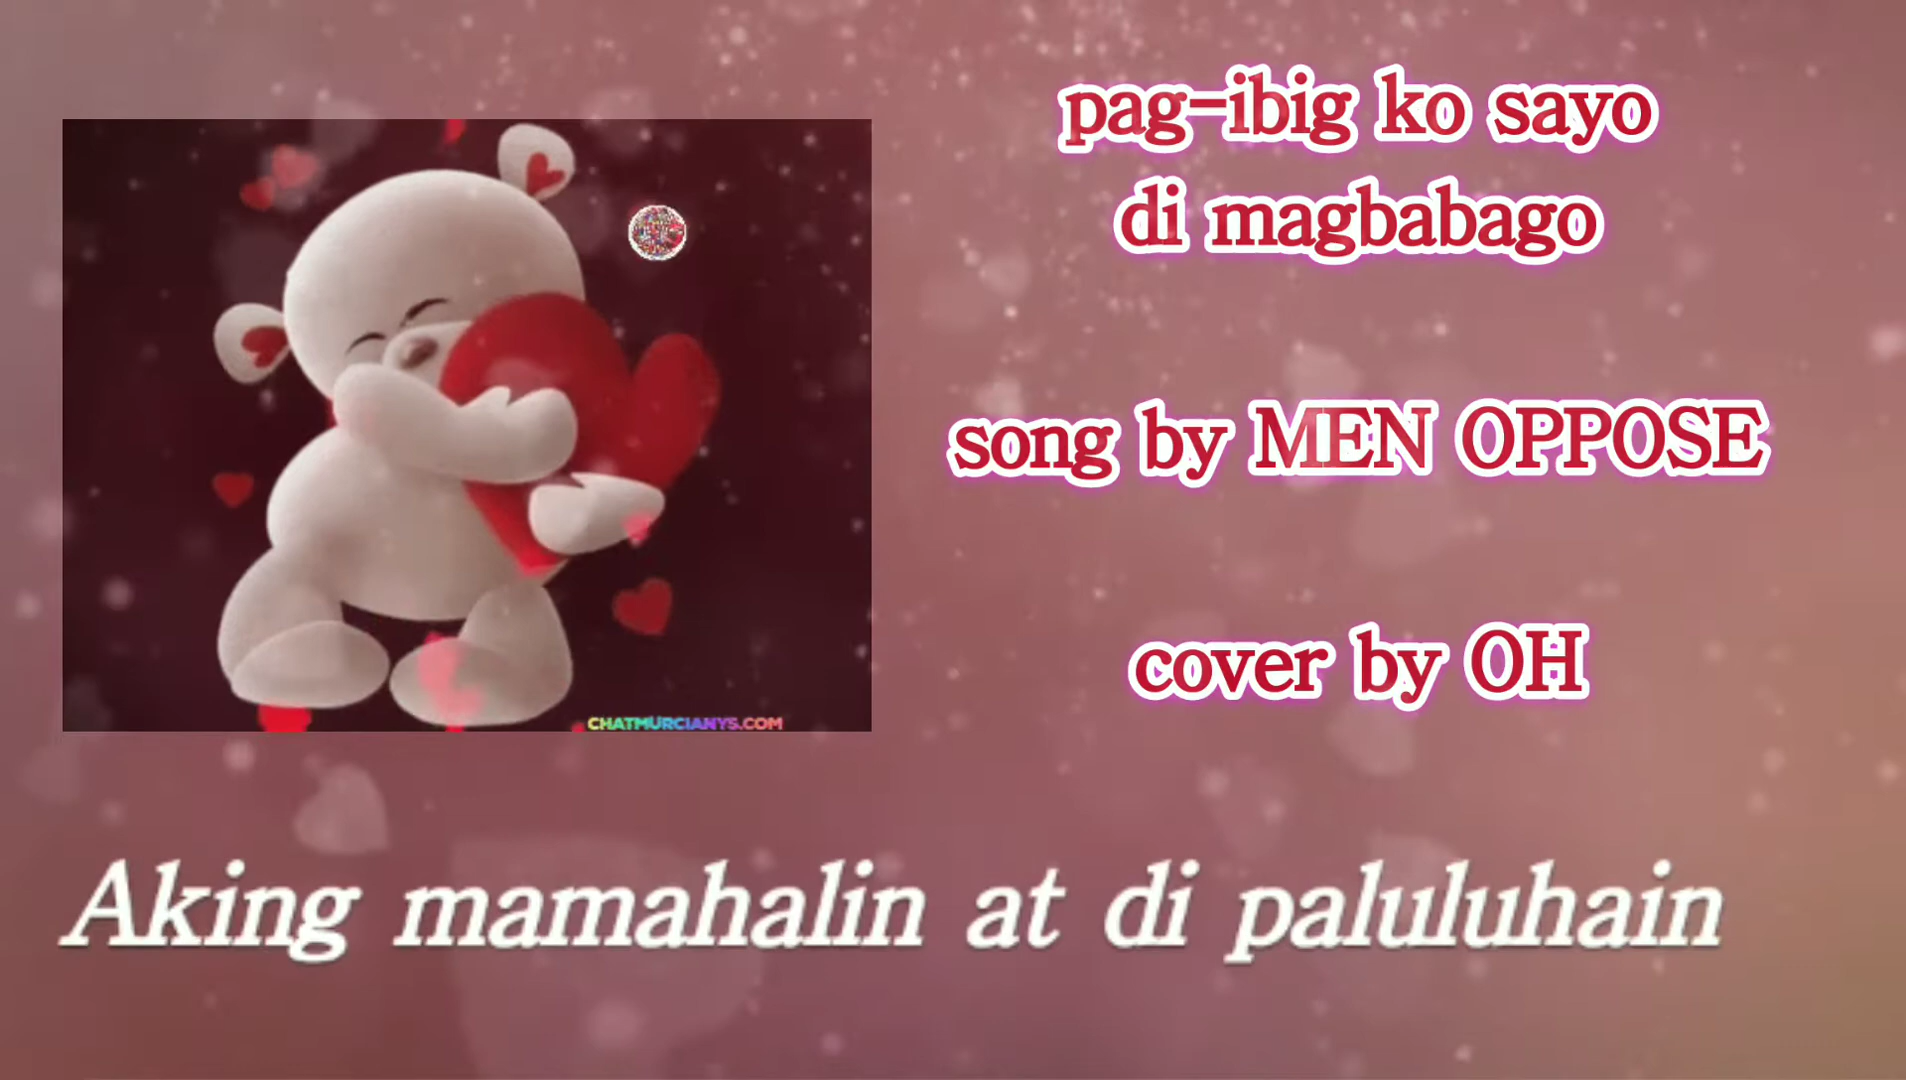 pag-ibig ko sayo
di magbabago
song by MEN OPPOSE
cover by OH
CHATMURCIANYS.COM
Aking mamahalin at di paluluhain